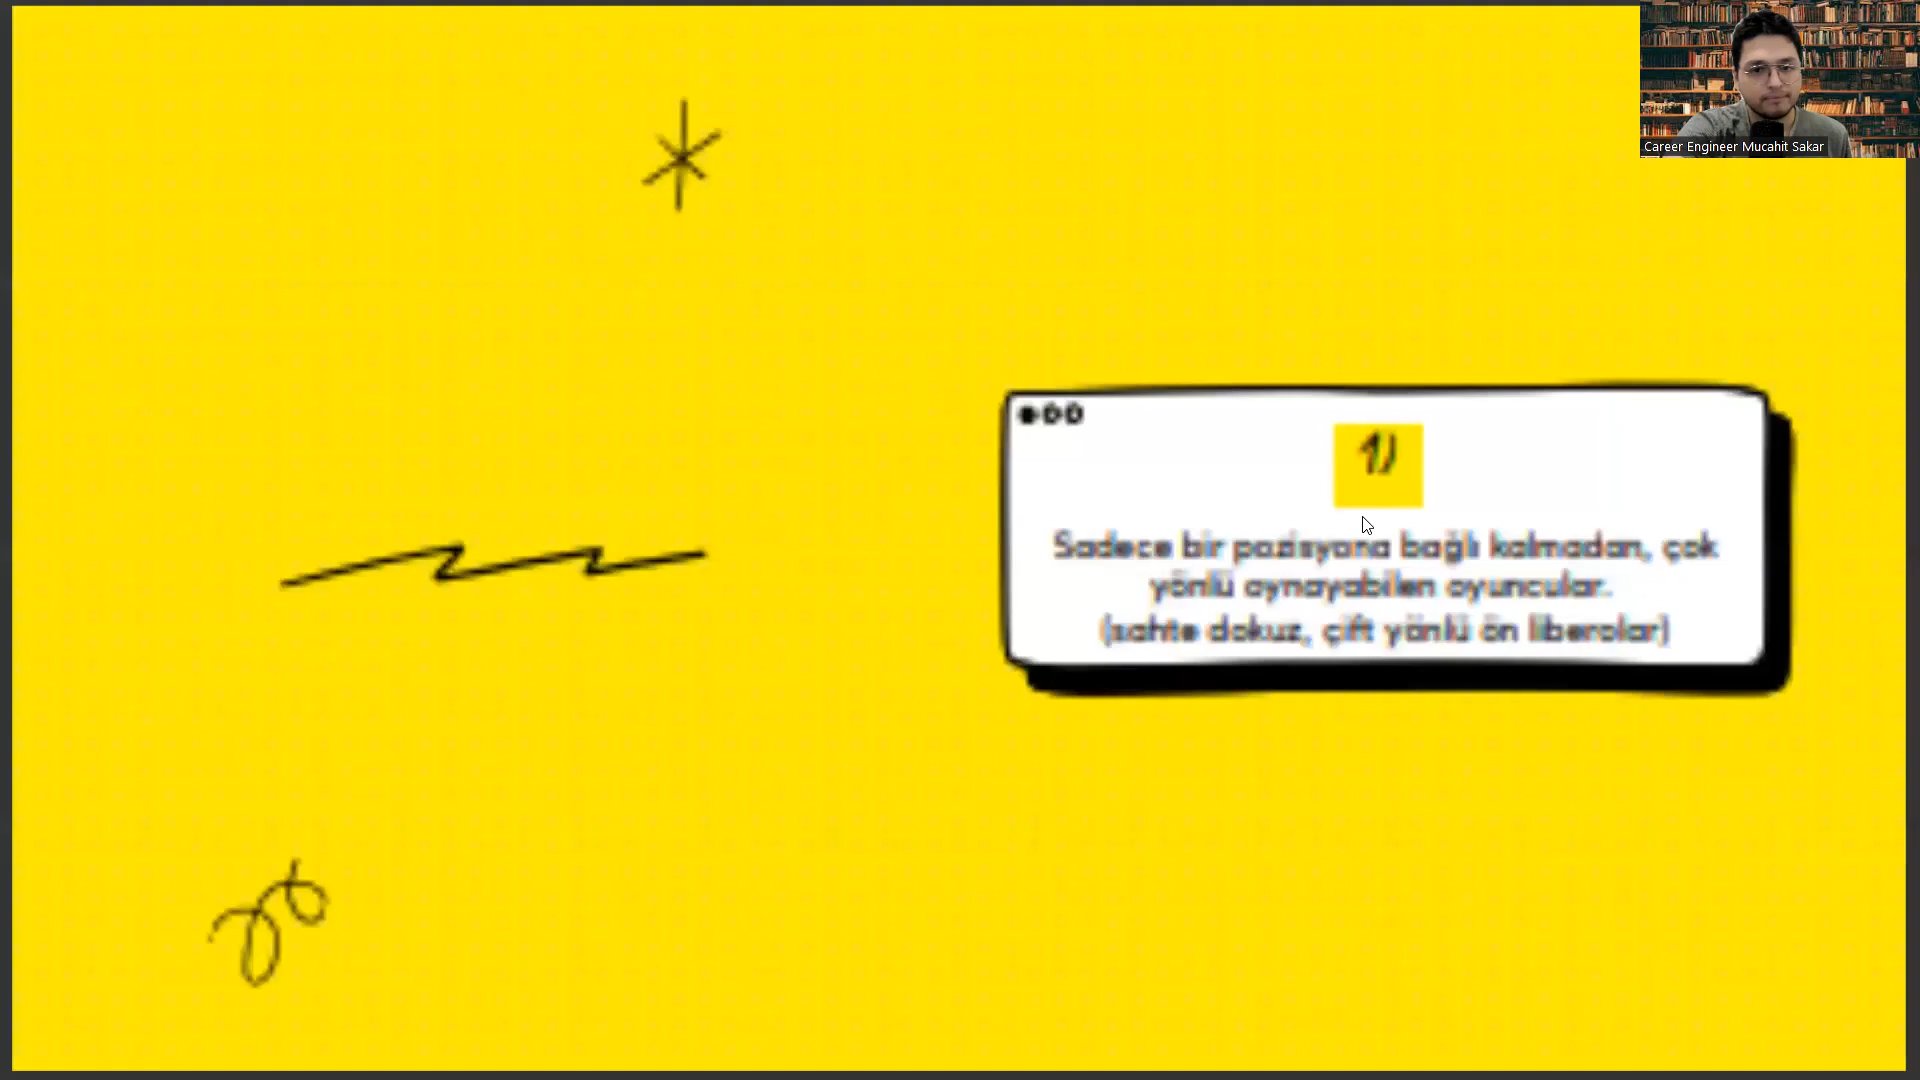 Career Engineer Mucahit Sakar
1)
Sadece bir pozisyona bağlı kalmadan, çok
yönlü oynayabilen oyuncular.
(sahte dokuz, çift yönlü ön liberolar)